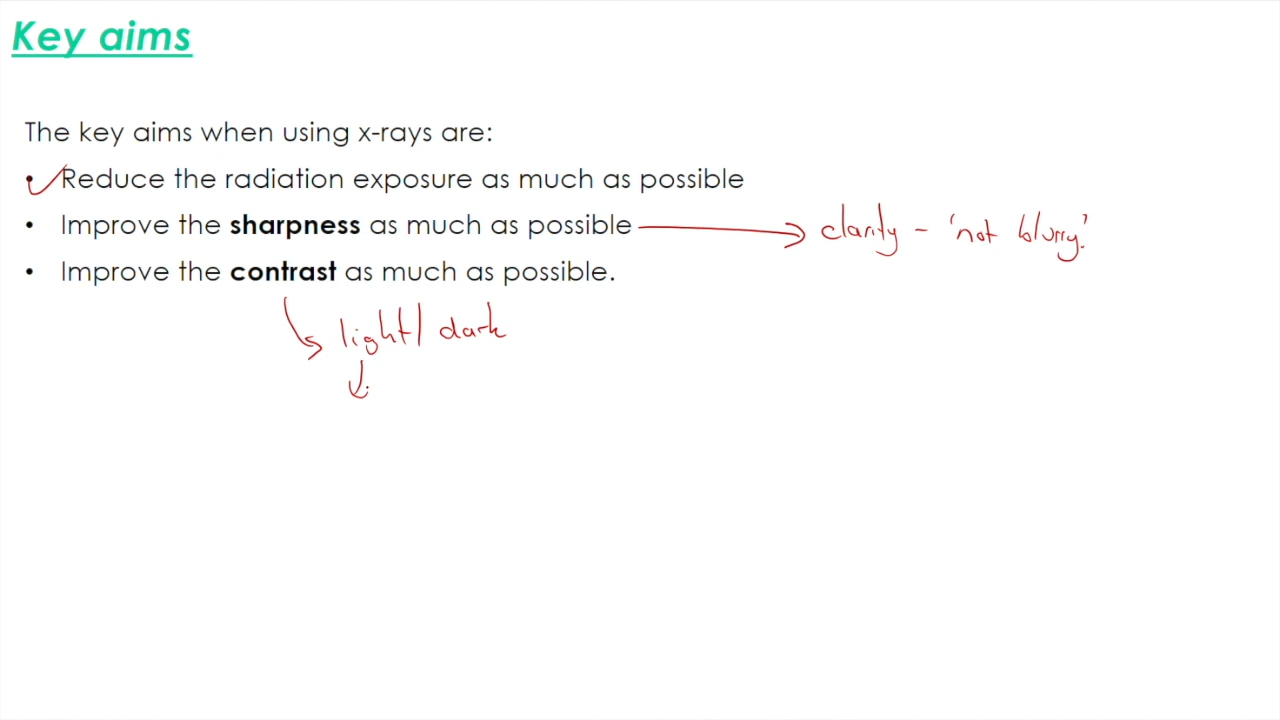 Key aims
The key aims when using x-rays are:
• Reduce the radiation exposure as much as possible
• Improve the sharpness as much as possible
clarity - 'not blurry'
• Improve the contrast as much as possible.
light/ dark